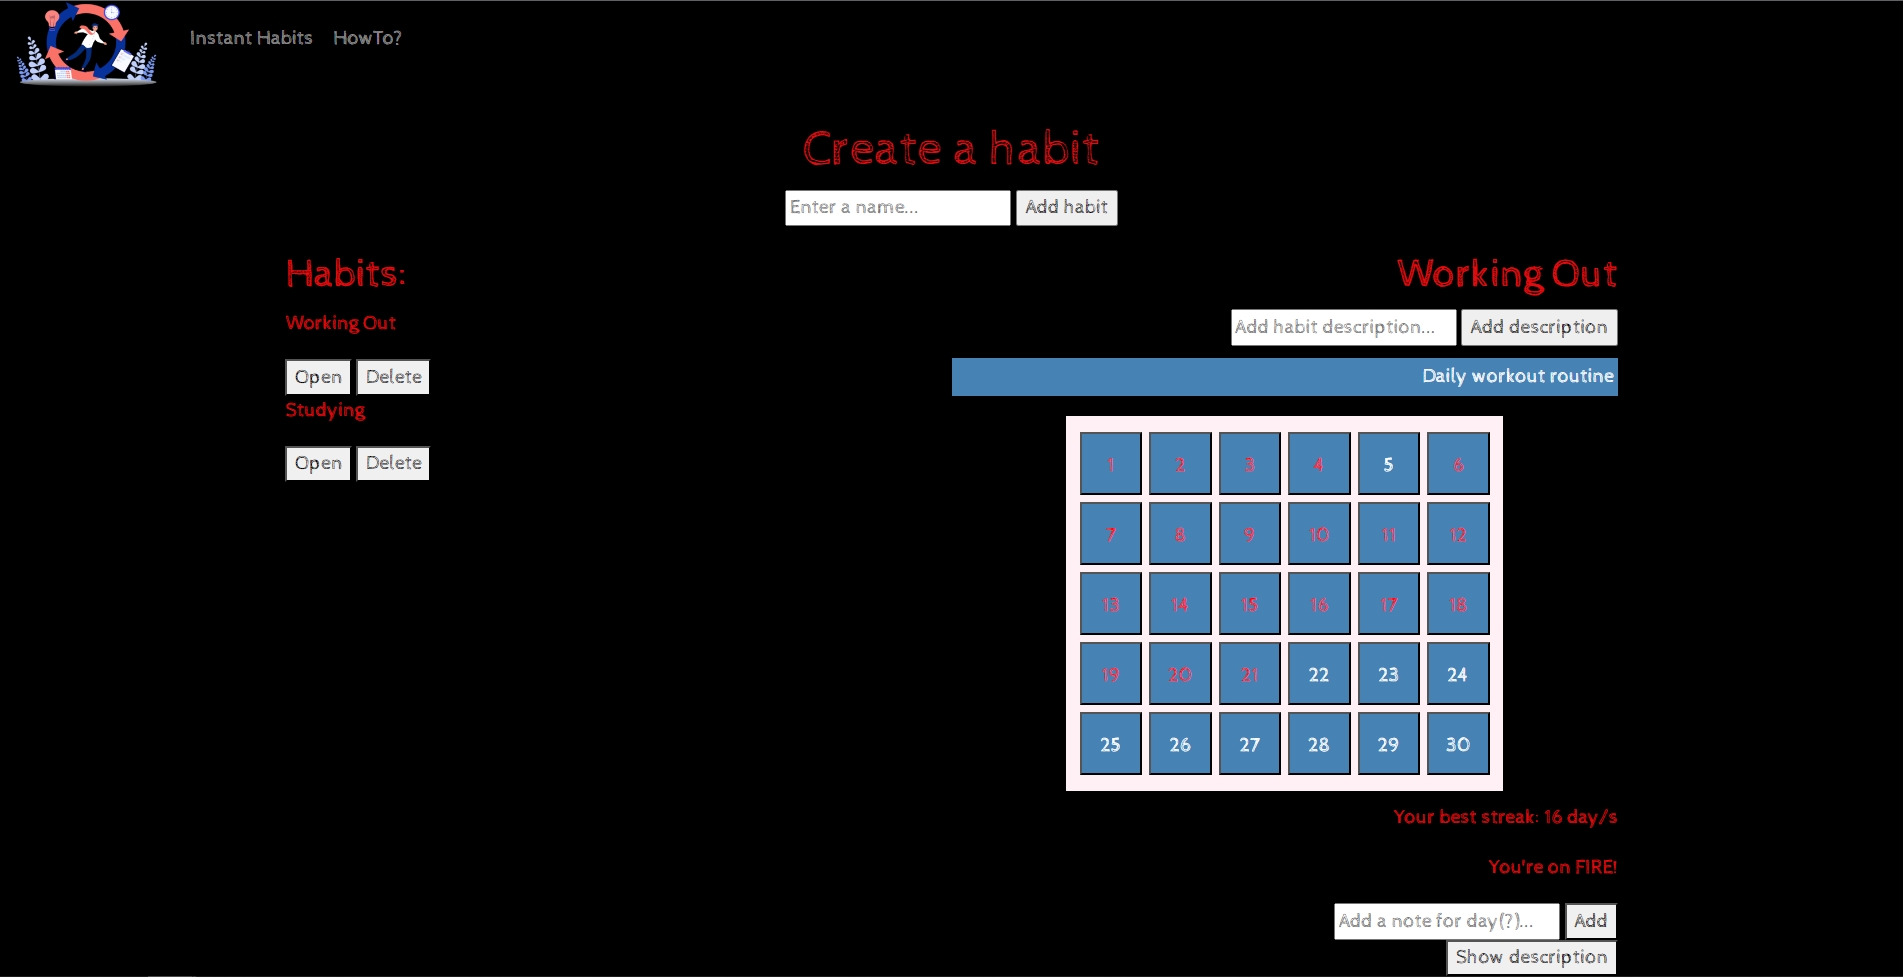 Instant Habits HowTo?
Create a habit
Enter a name... Add habit
Habits:
Working Out
Open Delete
Studying
Open Delete
Working Out
Add habit description... Add description
Daily workout routine
1 2 3 4 5 6
7 8 9 10 11 12
13 14 15 16 17 18
19 20 21 22 23 24
25 26 27 28 29 30
Your best streak: 16 day/s
You're on FIRE!
Add a note for day(?)... Add
Show description